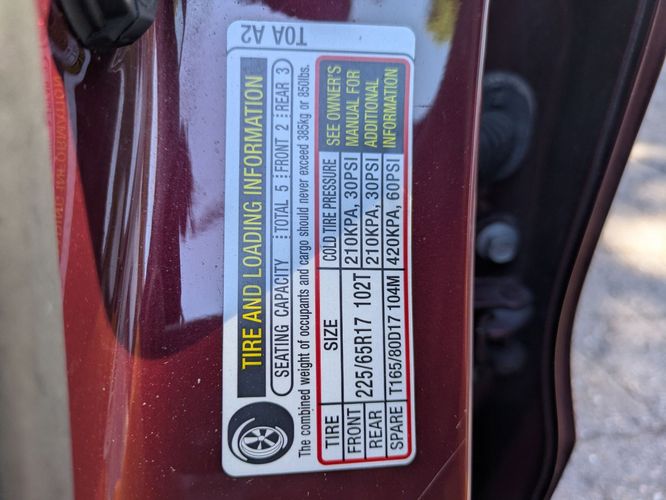 T0A A2
TIRE AND LOADING INFORMATION
SEATING CAPACITY TOTAL 5 FRONT 2 REAR 3
The combined weight of occupants and cargo should never exceed 385kg or 850lbs.
TIRE SIZE COLD TIRE PRESSURE
FRONT 225/65R17 102T 210KPA, 30PSI
REAR 210KPA, 30PSI
SPARE T165/80D17 104M 420KPA, 60PSI
SEE OWNER'S
MANUAL FOR
ADDITIONAL
INFORMATION